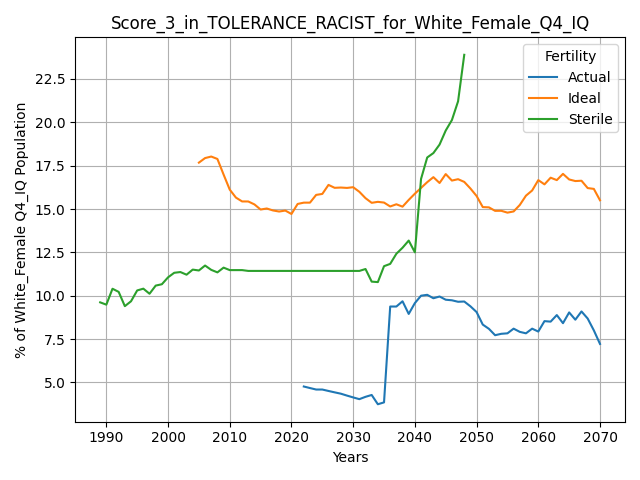 Score_3_in_TOLERANCE_RACIST_for_White_Female_Q4_IQ
Fertility
Actual
Ideal
Sterile
% of White_Female Q4_IQ Population
22.5
20.0
17.5
15.0
12.5
10.0
7.5
5.0
1990 2000 2010 2020 2030 2040 2050 2060 2070
Years